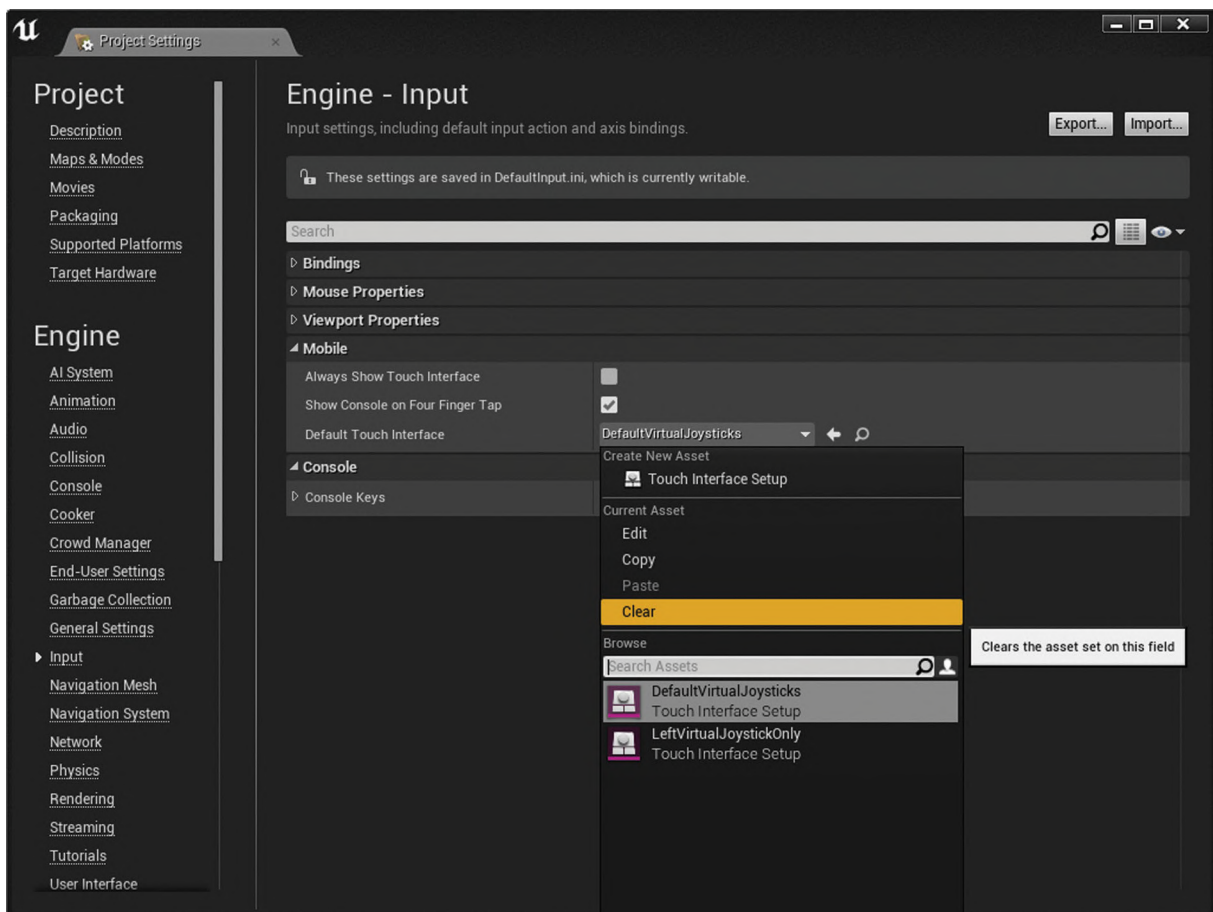 Project Settings
Project
Description
Maps & Modes
Movies
Packaging
Supported Platforms
Target Hardware
Engine
AI System
Animation
Audio
Collision
Console
Cooker
Crowd Manager
End-User Settings
Garbage Collection
General Settings
Input
Navigation Mesh
Navigation System
Network
Physics
Rendering
Streaming
Tutorials
User Interface
Engine - Input
Input settings, including default input action and axis bindings.
Export... Import...
These settings are saved in DefaultInput.ini, which is currently writable.
Search
Bindings
Mouse Properties
Viewport Properties
Mobile
Always Show Touch Interface
Show Console on Four Finger Tap
Default Touch Interface DefaultVirtualJoysticks
Console
Console Keys
Create New Asset
Touch Interface Setup
Current Asset
Edit
Copy
Paste
Clear
Clears the asset set on this field
Browse
Search Assets
DefaultVirtualJoysticks
Touch Interface Setup
LeftVirtualJoystickOnly
Touch Interface Setup